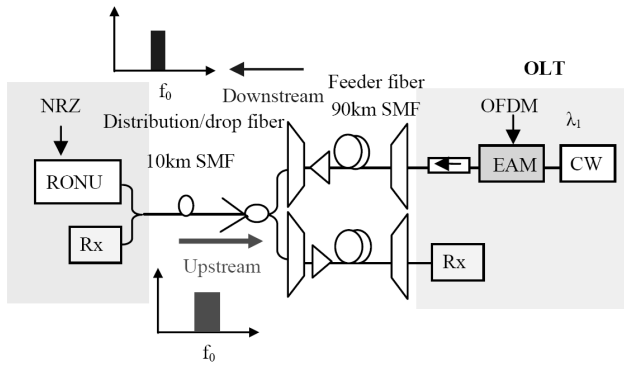 f₀
Downstream
Feeder fiber
90km SMF
OLT
NRZ
Distribution/drop fiber
10km SMF
OFDM
λ₁
RONU
EAM
CW
Rx
Upstream
Rx
f₀